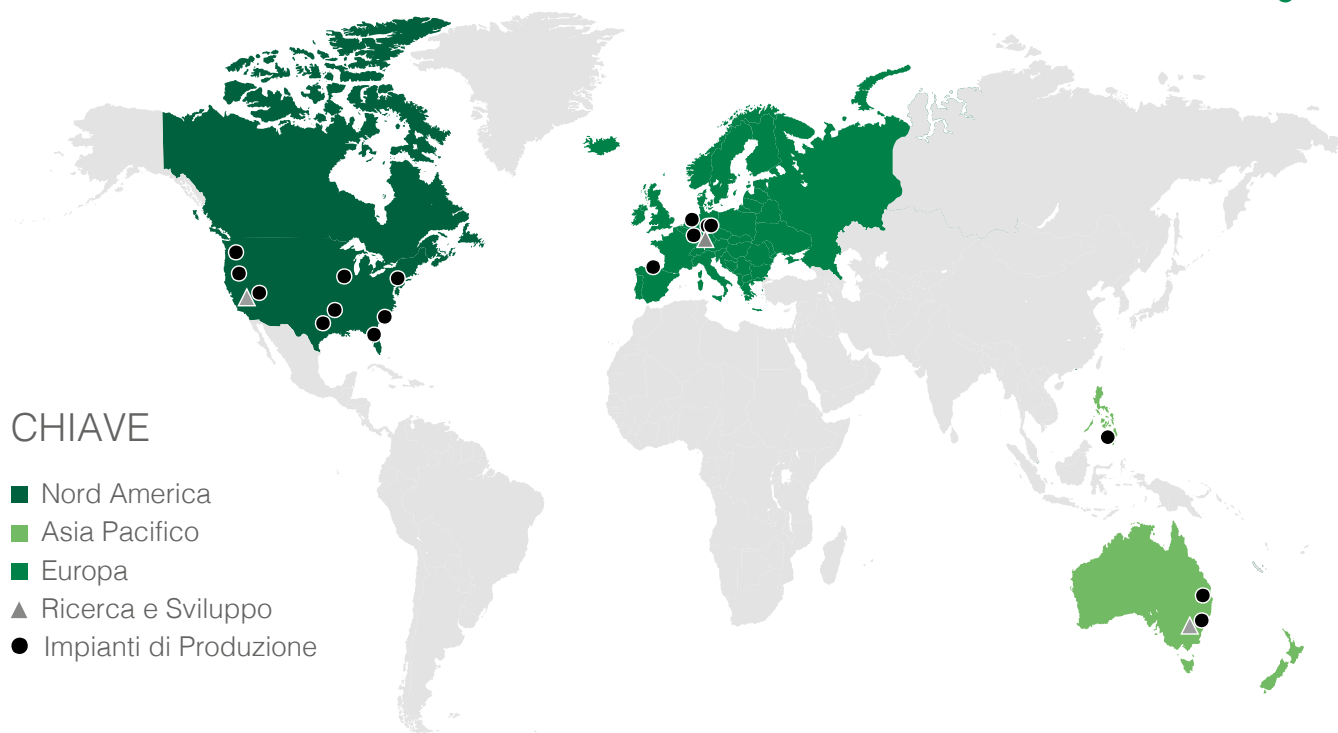 CHIAVE
Nord America
Asia Pacifico
Europa
Ricerca e Sviluppo
Impianti di Produzione